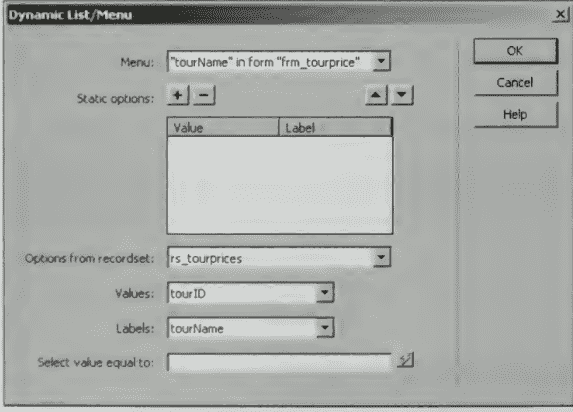 Dynamic List/Menu
Menu: "tourName" in form "frm_tourprice"
OK
Cancel
Help
Static options: + −
Value Label
Options from recordset: rs_tourprices
Values: tourID
Labels: tourName
Select value equal to: